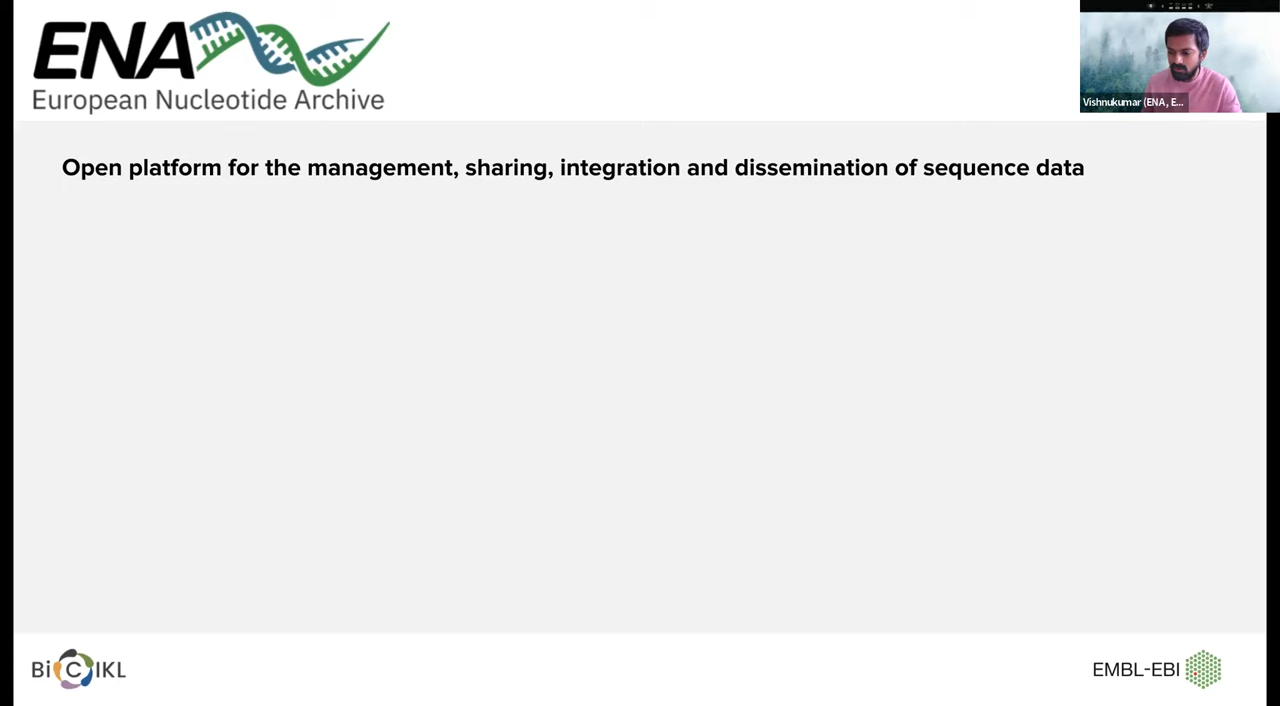 ENA
European Nucleotide Archive
Vishnukumar (ENA, E...
Open platform for the management, sharing, integration and dissemination of sequence data
BiCIKL
EMBL-EBI